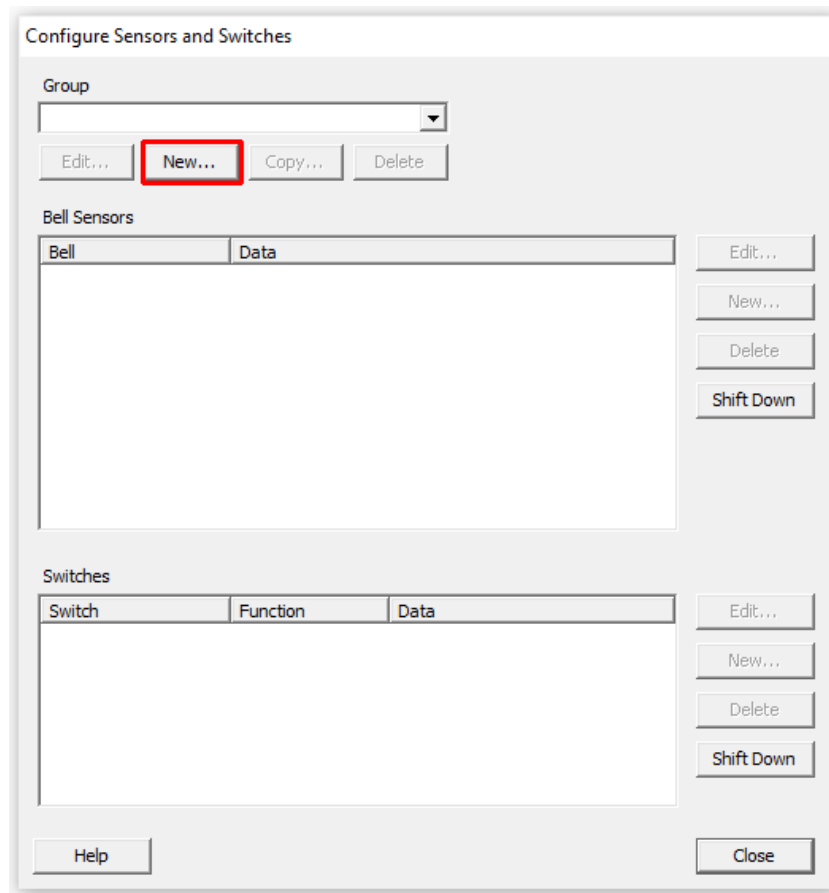 Configure Sensors and Switches
Group
Edit... New... Copy... Delete
Bell Sensors
Bell Data
Edit...
New...
Delete
Shift Down
Switches
Switch Function Data
Edit...
New...
Delete
Shift Down
Help Close